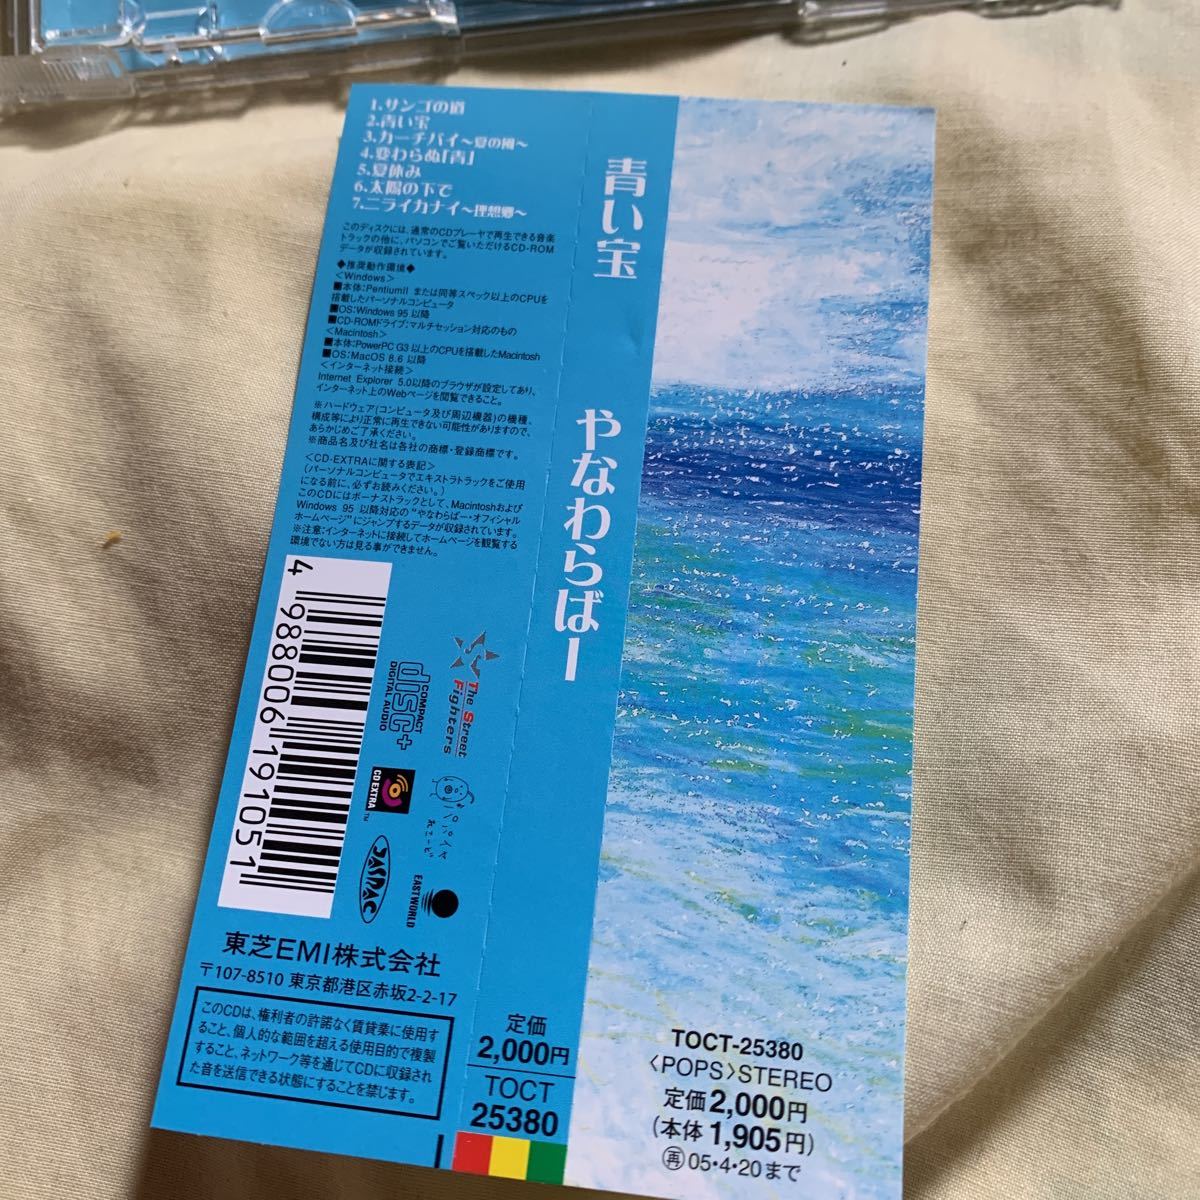 1.サンゴの道
2.青い宝
3.カーチバイ～夏の風～
4.変わらぬ「青」
5.夏休み
6.太陽の下で
7.ニライカナイ～理想郷～
このディスクには、通常のCDプレーヤで再生できる音楽
トラックの他に、パソコンでご覧いただけるCD-ROM
データが収録されています。
◆推奨動作環境◆
＜Windows＞
■本体：PentiumII または同等スペック以上のCPUを
搭載したパーソナルコンピュータ
■OS：Windows 95 以降
■CD-ROMドライブ：マルチセッション対応のもの
＜Macintosh＞
■本体：PowerPC G3 以上のCPUを搭載したMacintosh
■OS：MacOS 8.6 以降
＜インターネット接続＞
Internet Explorer 5.0以降のブラウザが設定してあり、
インターネット上のWebページを閲覧できること。
※ハードウェア(コンピュータ及び周辺機器)の機種、
構成等により正常に再生できない可能性がありますので、
あらかじめご了承ください。
※商品名及び社名は各社の商標・登録商標です。
＜CD-EXTRAに関する表記＞
(パーソナルコンピュータでエキストラトラックをご使用
になる前に、必ずお読みください。)
このCDにはボーナストラックとして、Macintoshおよび
Windows 95 以降対応の“やなわらばー・オフィシャル
ホームページ”にジャンプするデータが収録されています。
※注意：インターネットに接続してホームページを観覧する
環境でない方は見る事ができません。
4 988006 191051
The Street
Fighters
COMPACT
disc+
DIGITAL AUDIO
CD EXTRA
TM
パパイヤ
れこーど
JASRAC
EASTWORLD
東芝EMI株式会社
〒107-8510 東京都港区赤坂2-2-17
このCDは、権利者の許諾なく賃貸業に使用す
ること、個人的な範囲を超える使用目的で複製
すること、ネットワーク等を通じてCDに収録され
た音を送信できる状態にすることを禁じます。
青い宝
やなわらばー
定価
2,000円
TOCT
25380
TOCT-25380
〈POPS〉STEREO
定価2,000円
(本体 1,905円)
再05・4・20まで